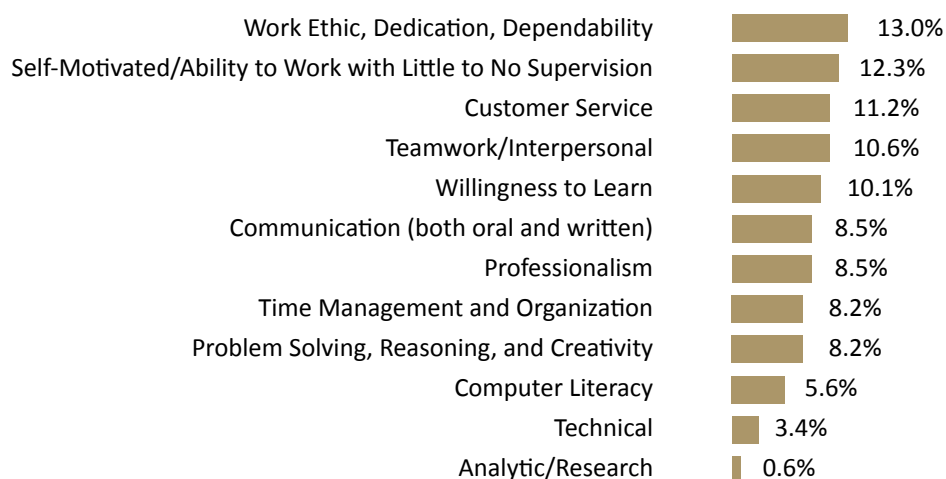 Work Ethic, Dedication, Dependability 13.0%
Self-Motivated/Ability to Work with Little to No Supervision 12.3%
Customer Service 11.2%
Teamwork/Interpersonal 10.6%
Willingness to Learn 10.1%
Communication (both oral and written) 8.5%
Professionalism 8.5%
Time Management and Organization 8.2%
Problem Solving, Reasoning, and Creativity 8.2%
Computer Literacy 5.6%
Technical 3.4%
Analytic/Research 0.6%